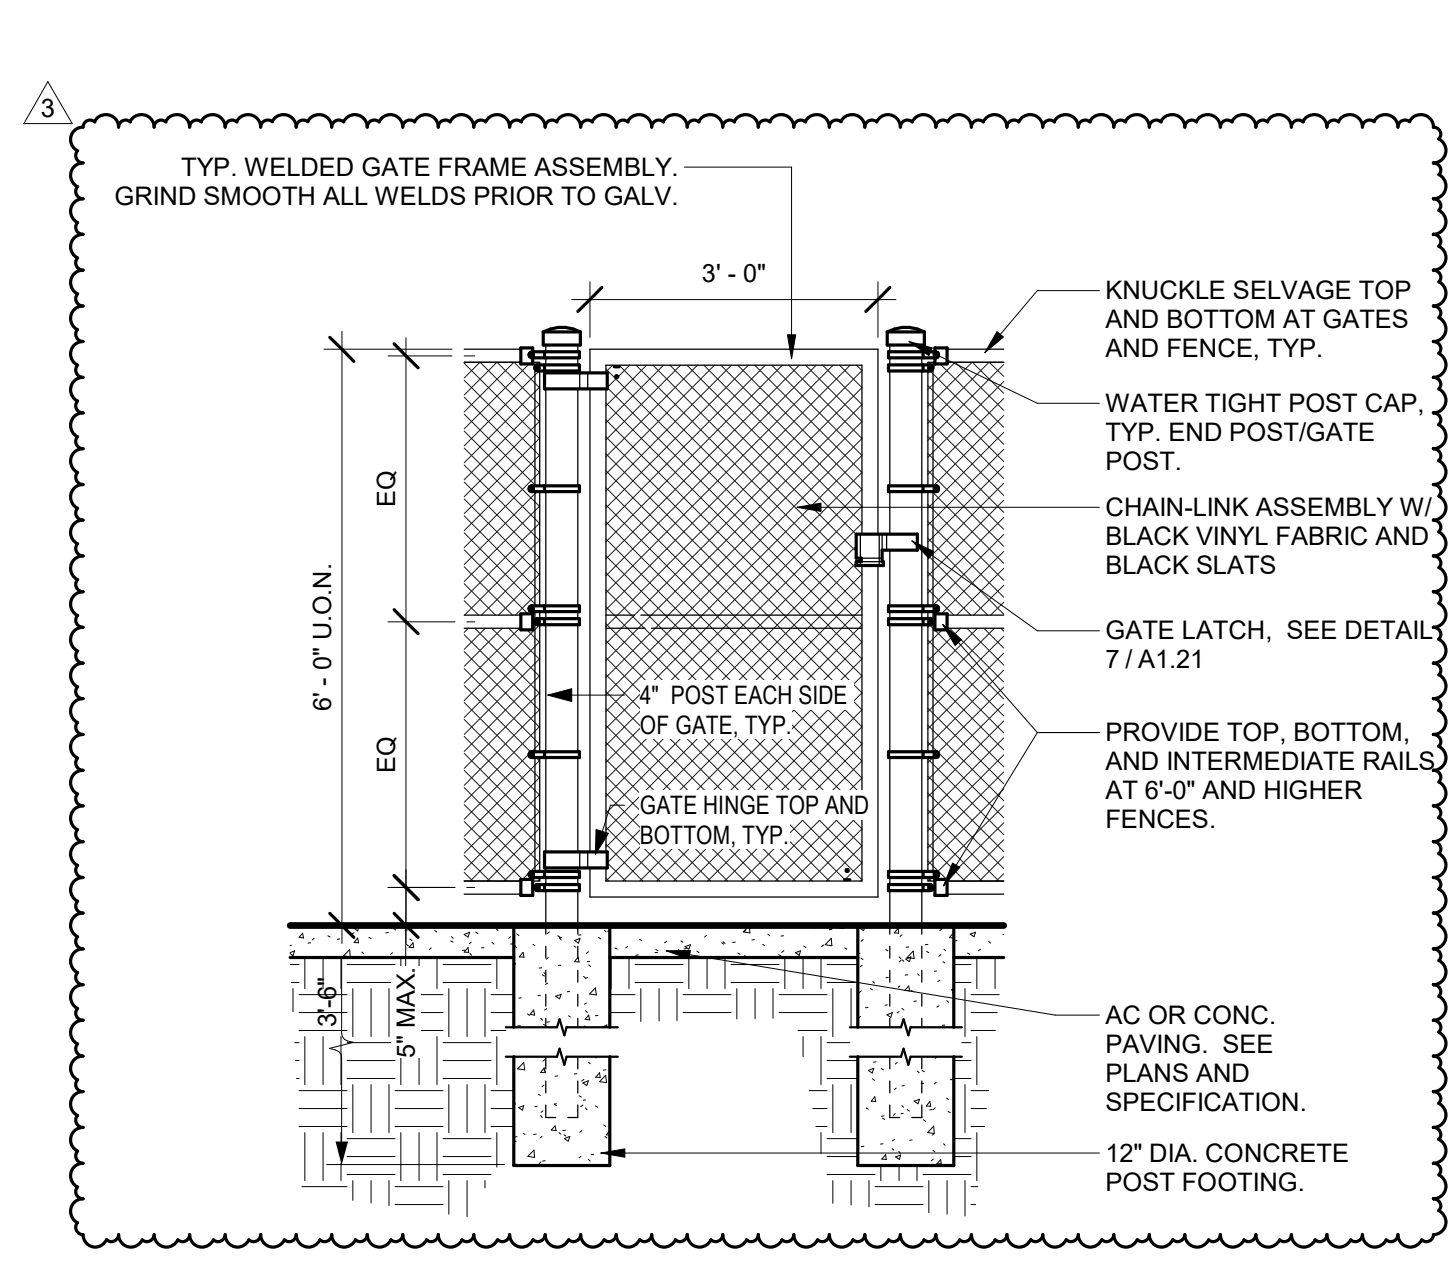 3
TYP. WELDED GATE FRAME ASSEMBLY.
GRIND SMOOTH ALL WELDS PRIOR TO GALV.
3' - 0"
KNUCKLE SELVAGE TOP
AND BOTTOM AT GATES
AND FENCE, TYP.
WATER TIGHT POST CAP,
TYP. END POST/GATE
POST.
CHAIN-LINK ASSEMBLY W/
BLACK VINYL FABRIC AND
BLACK SLATS
GATE LATCH,  SEE DETAIL
7 / A1.21
PROVIDE TOP, BOTTOM,
AND INTERMEDIATE RAILS
AT 6'-0" AND HIGHER
FENCES.
EQ
6' - 0" U.O.N.
EQ
4"  POST EACH SIDE
OF GATE, TYP.
GATE HINGE TOP AND
BOTTOM, TYP.
3'-6"
5" MAX.
AC OR CONC.
PAVING.  SEE
PLANS AND
SPECIFICATION.
12" DIA. CONCRETE
POST FOOTING.